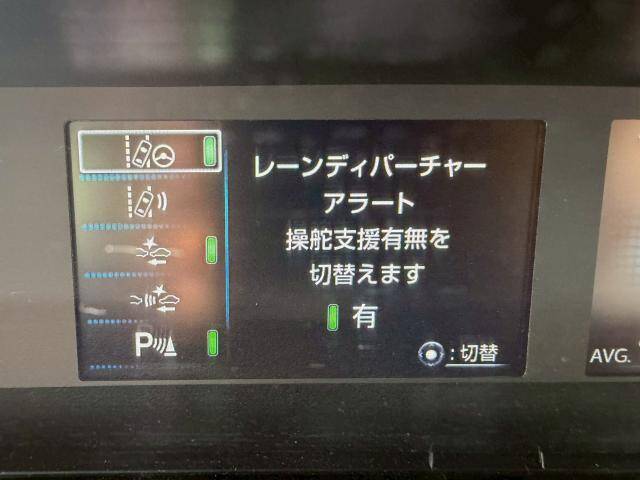 レーンディパーチャー
アラート
操舵支援有無を
切替えます
有
:切替
P
AVG.